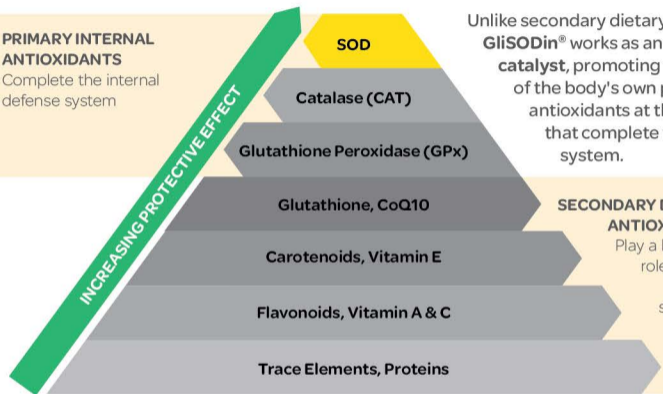 PRIMARY INTERNAL
ANTIOXIDANTS
Complete the internal
defense system
INCREASING PROTECTIVE EFFECT
SOD
Catalase (CAT)
Glutathione Peroxidase (GPx)
Glutathione, CoQ10
Carotenoids, Vitamin E
Flavonoids, Vitamin A & C
Trace Elements, Proteins
Unlike secondary dietary
GliSODin® works as an
catalyst, promoting
of the body's own
antioxidants at
that complete
system.
SECONDARY
Play a
role